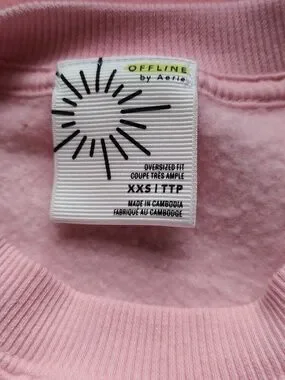 OFFLINE
by Aerie
OVERSIZED FIT
COUPE TRÈS AMPLE
XXS | TTP
MADE IN CAMBODIA
FABRIQUÉ AU CAMBODGE